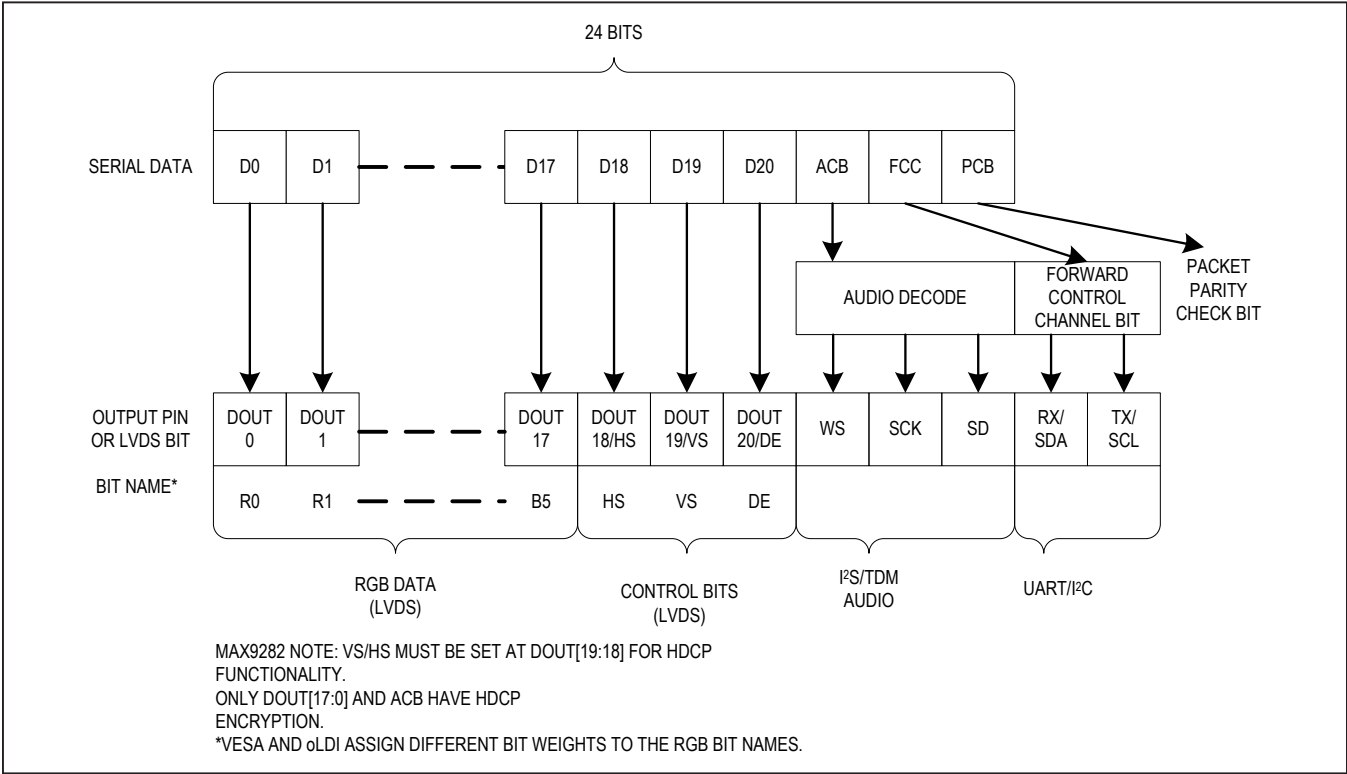 24 BITS
SERIAL DATA D0 D1 D17 D18 D19 D20 ACB FCC PCB
AUDIO DECODE
FORWARD
CONTROL
CHANNEL BIT
PACKET
PARITY
CHECK BIT
OUTPUT PIN
OR LVDS BIT
DOUT
0
DOUT
1
DOUT
17
DOUT
18/HS
DOUT
19/VS
DOUT
20/DE
WS
SCK
SD
RX/
SDA
TX/
SCL
BIT NAME*
R0 R1 B5 HS VS DE
RGB DATA
(LVDS)
CONTROL BITS
(LVDS)
I²S/TDM
AUDIO
UART/I²C
MAX9282 NOTE: VS/HS MUST BE SET AT DOUT[19:18] FOR HDCP
FUNCTIONALITY.
ONLY DOUT[17:0] AND ACB HAVE HDCP
ENCRYPTION.
*VESA AND oLDI ASSIGN DIFFERENT BIT WEIGHTS TO THE RGB BIT NAMES.